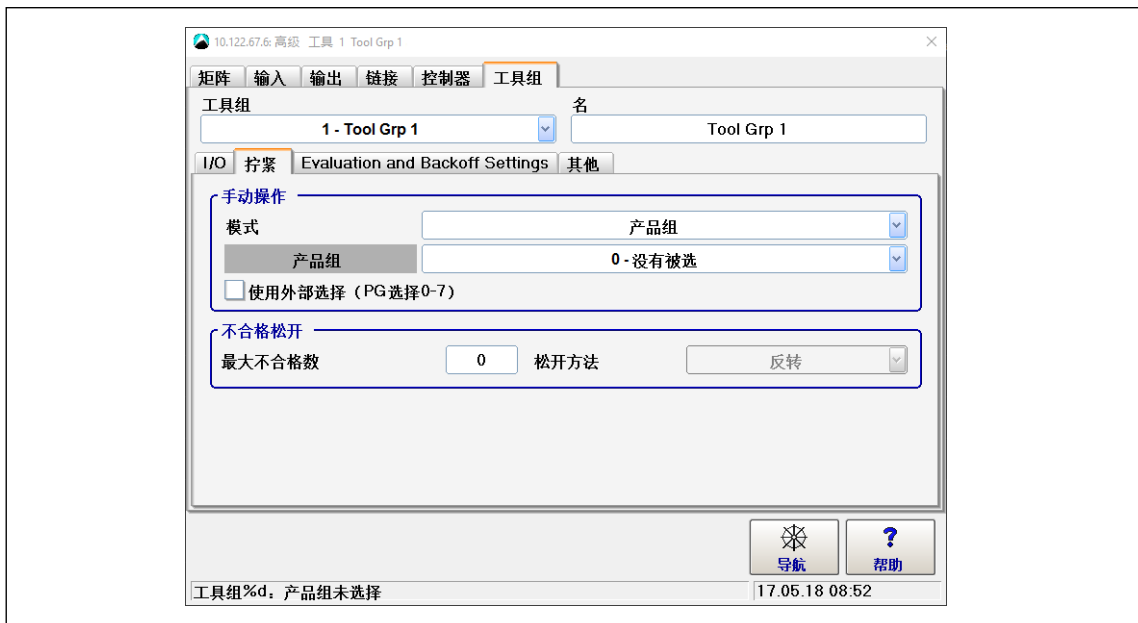 10.122.67.6: 高级 工具 1 Tool Grp 1
矩阵 输入 输出 链接 控制器 工具组
工具组 名
1 - Tool Grp 1 Tool Grp 1
I/O 拧紧 Evaluation and Backoff Settings 其他
手动操作
模式 产品组
产品组 0 - 没有被选
使用外部选择（PG选择0-7）
不合格松开
最大不合格数 0 松开方法 反转
导航 ? 帮助
工具组%d: 产品组未选择 17.05.18 08:52